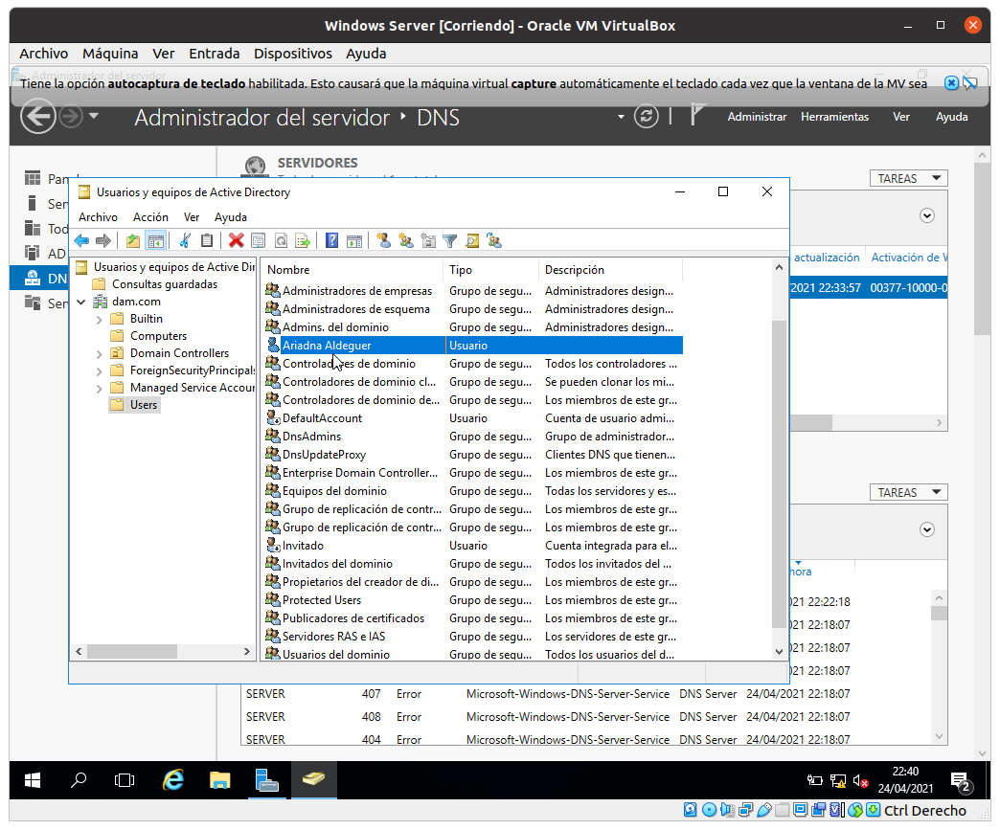 Windows Server [Corriendo] - Oracle VM VirtualBox
Archivo Máquina Ver Entrada Dispositivos Ayuda
Administrador del servidor
Tiene la opción autocaptura de teclado habilitada. Esto causará que la máquina virtual capture automáticamente el teclado cada vez que la ventana de la MV sea
Administrador del servidor DNS
Administrar Herramientas Ver Ayuda
SERVIDORES
TAREAS
Usuarios y equipos de Active Directory
Archivo Acción Ver Ayuda
Usuarios y equipos de Active Dir
Consultas guardadas
dam.com
Builtin
Computers
Domain Controllers
ForeignSecurityPrincipals
Managed Service Accour
Users
Nombre Tipo Descripción
Administradores de empresas Grupo de segu... Administradores design...
Administradores de esquema Grupo de segu... Administradores design...
Admins. del dominio Grupo de segu... Administradores design...
Ariadna Aldeguer Usuario
Controladores de dominio Grupo de segu... Todos los controladores ...
Controladores de dominio cl... Grupo de segu... Se pueden clonar los mi...
Controladores de dominio de... Grupo de segu... Los miembros de este gr...
DefaultAccount Usuario Cuenta de usuario admi...
DnsAdmins Grupo de segu... Grupo de administrador...
DnsUpdateProxy Grupo de segu... Clientes DNS que tienen...
Enterprise Domain Controller... Grupo de segu... Los miembros de este gr...
Equipos del dominio Grupo de segu... Todas los servidores y es...
Grupo de replicación de contr... Grupo de segu... Los miembros de este gr...
Grupo de replicación de contr... Grupo de segu... Los miembros de este gr...
Invitado Usuario Cuenta integrada para el...
Invitados del dominio Grupo de segu... Todos los invitados del ...
Propietarios del creador de di... Grupo de segu... Los miembros de este gr...
Protected Users Grupo de segu... Los miembros de este gr...
Publicadores de certificados Grupo de segu... Los miembros de este gr...
Servidores RAS e IAS Grupo de segu... Los servidores de este gr...
Usuarios del dominio Grupo de segu... Todos los usuarios del d...
Pan
Ser
Tod
AD
DN
Ser
actualización Activación de W
2021 22:33:57 00377-10000-0
TAREAS
hora
021 22:22:18
021 22:18:07
021 22:18:07
021 22:18:07
SERVER 407 Error Microsoft-Windows-DNS-Server-Service DNS Server 24/04/2021 22:18:07
SERVER 408 Error Microsoft-Windows-DNS-Server-Service DNS Server 24/04/2021 22:18:07
SERVER 404 Error Microsoft-Windows-DNS-Server-Service DNS Server 24/04/2021 22:18:07
22:40
24/04/2021
2
Ctrl Derecho